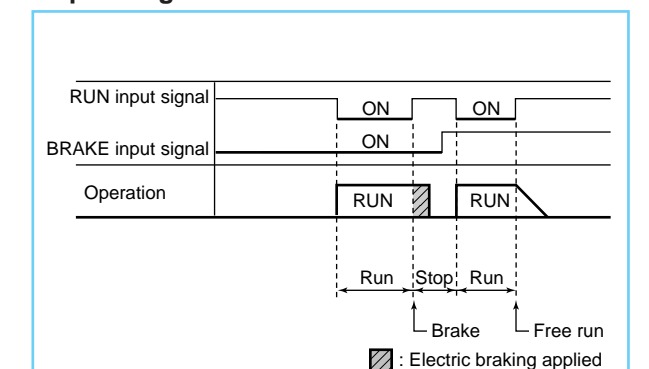 RUN input signal
ON ON
BRAKE input signal
ON
Operation
RUN RUN
Run Stop Run
Brake Free run
: Electric braking applied